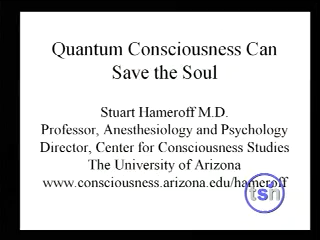 Quantum Consciousness Can
Save the Soul
Stuart Hameroff M.D.
Professor, Anesthesiology and Psychology
Director, Center for Consciousness Studies
The University of Arizona
www.consciousness.arizona.edu/hameroff
tsn